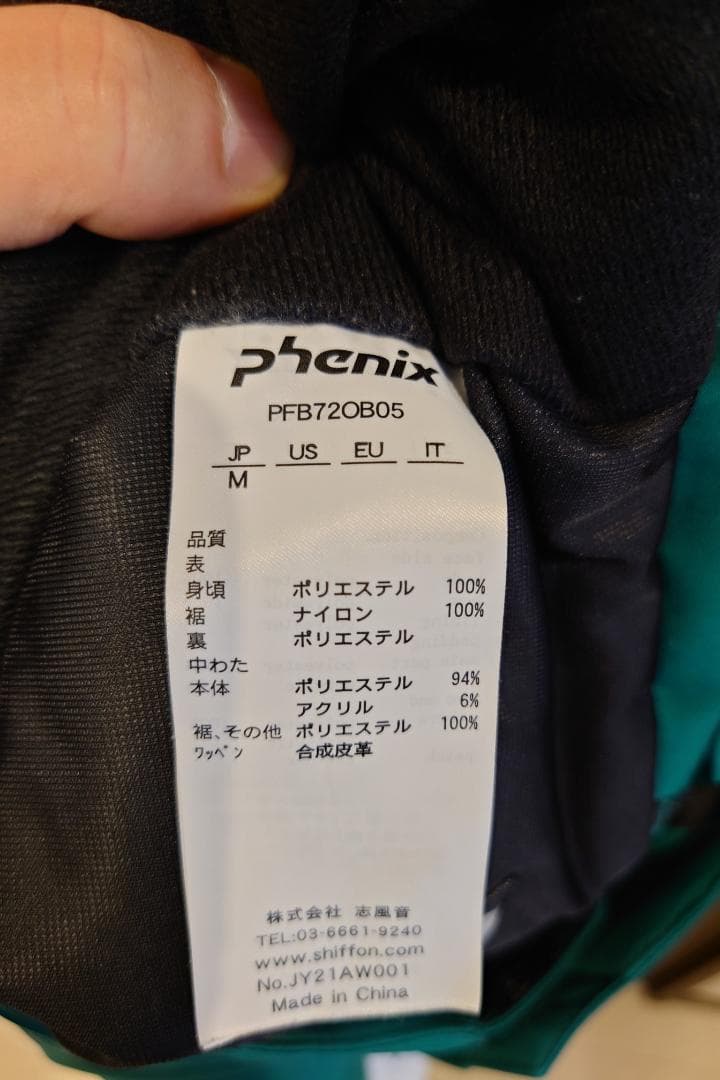 phenix
PFB72OB05
JP US EU IT
M
品質
表
身頃 ポリエステル 100%
裾 ナイロン 100%
裏 ポリエステル
中わた
本体 ポリエステル 94%
アクリル 6%
裾、その他 ポリエステル 100%
ﾜｯﾍﾟﾝ 合成皮革
株式会社 志風音
TEL:03-6661-9240
www.shiffon.com
No.JY21AW001
Made in China